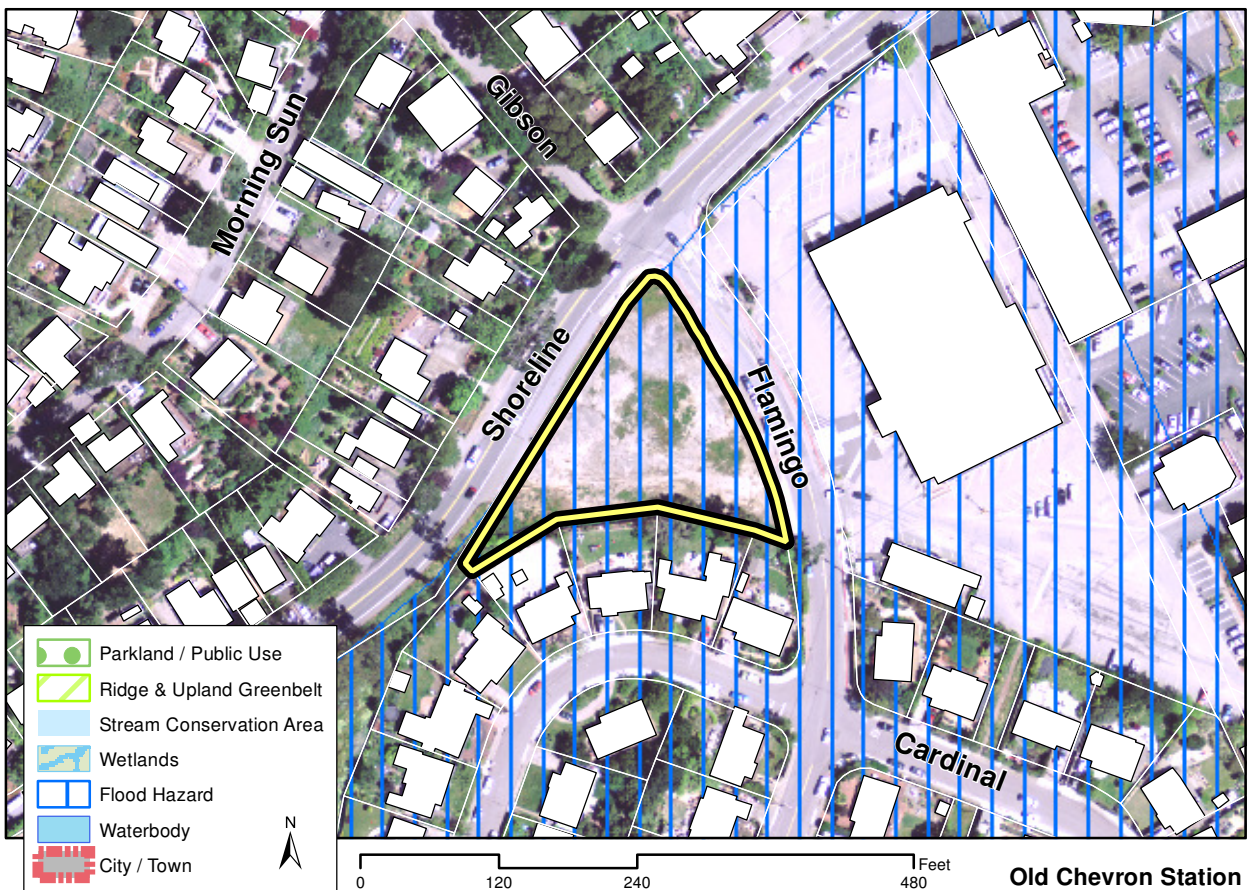 Gibson
Morning Sun
Shoreline
Flamingo
Cardinal
Parkland / Public Use
Ridge & Upland Greenbelt
Stream Conservation Area
Wetlands
Flood Hazard
Waterbody
City / Town
N
Feet
0 120 240 480
Old Chevron Station